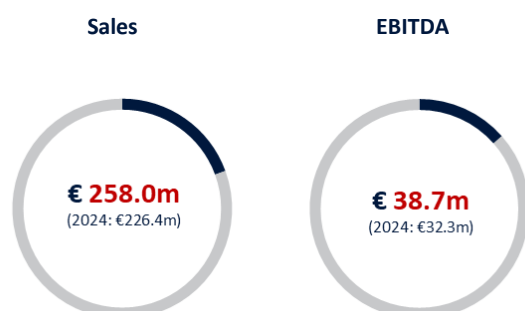 Sales
EBITDA
€ 258.0m
(2024: €226.4m)
€ 38.7m
(2024: €32.3m)